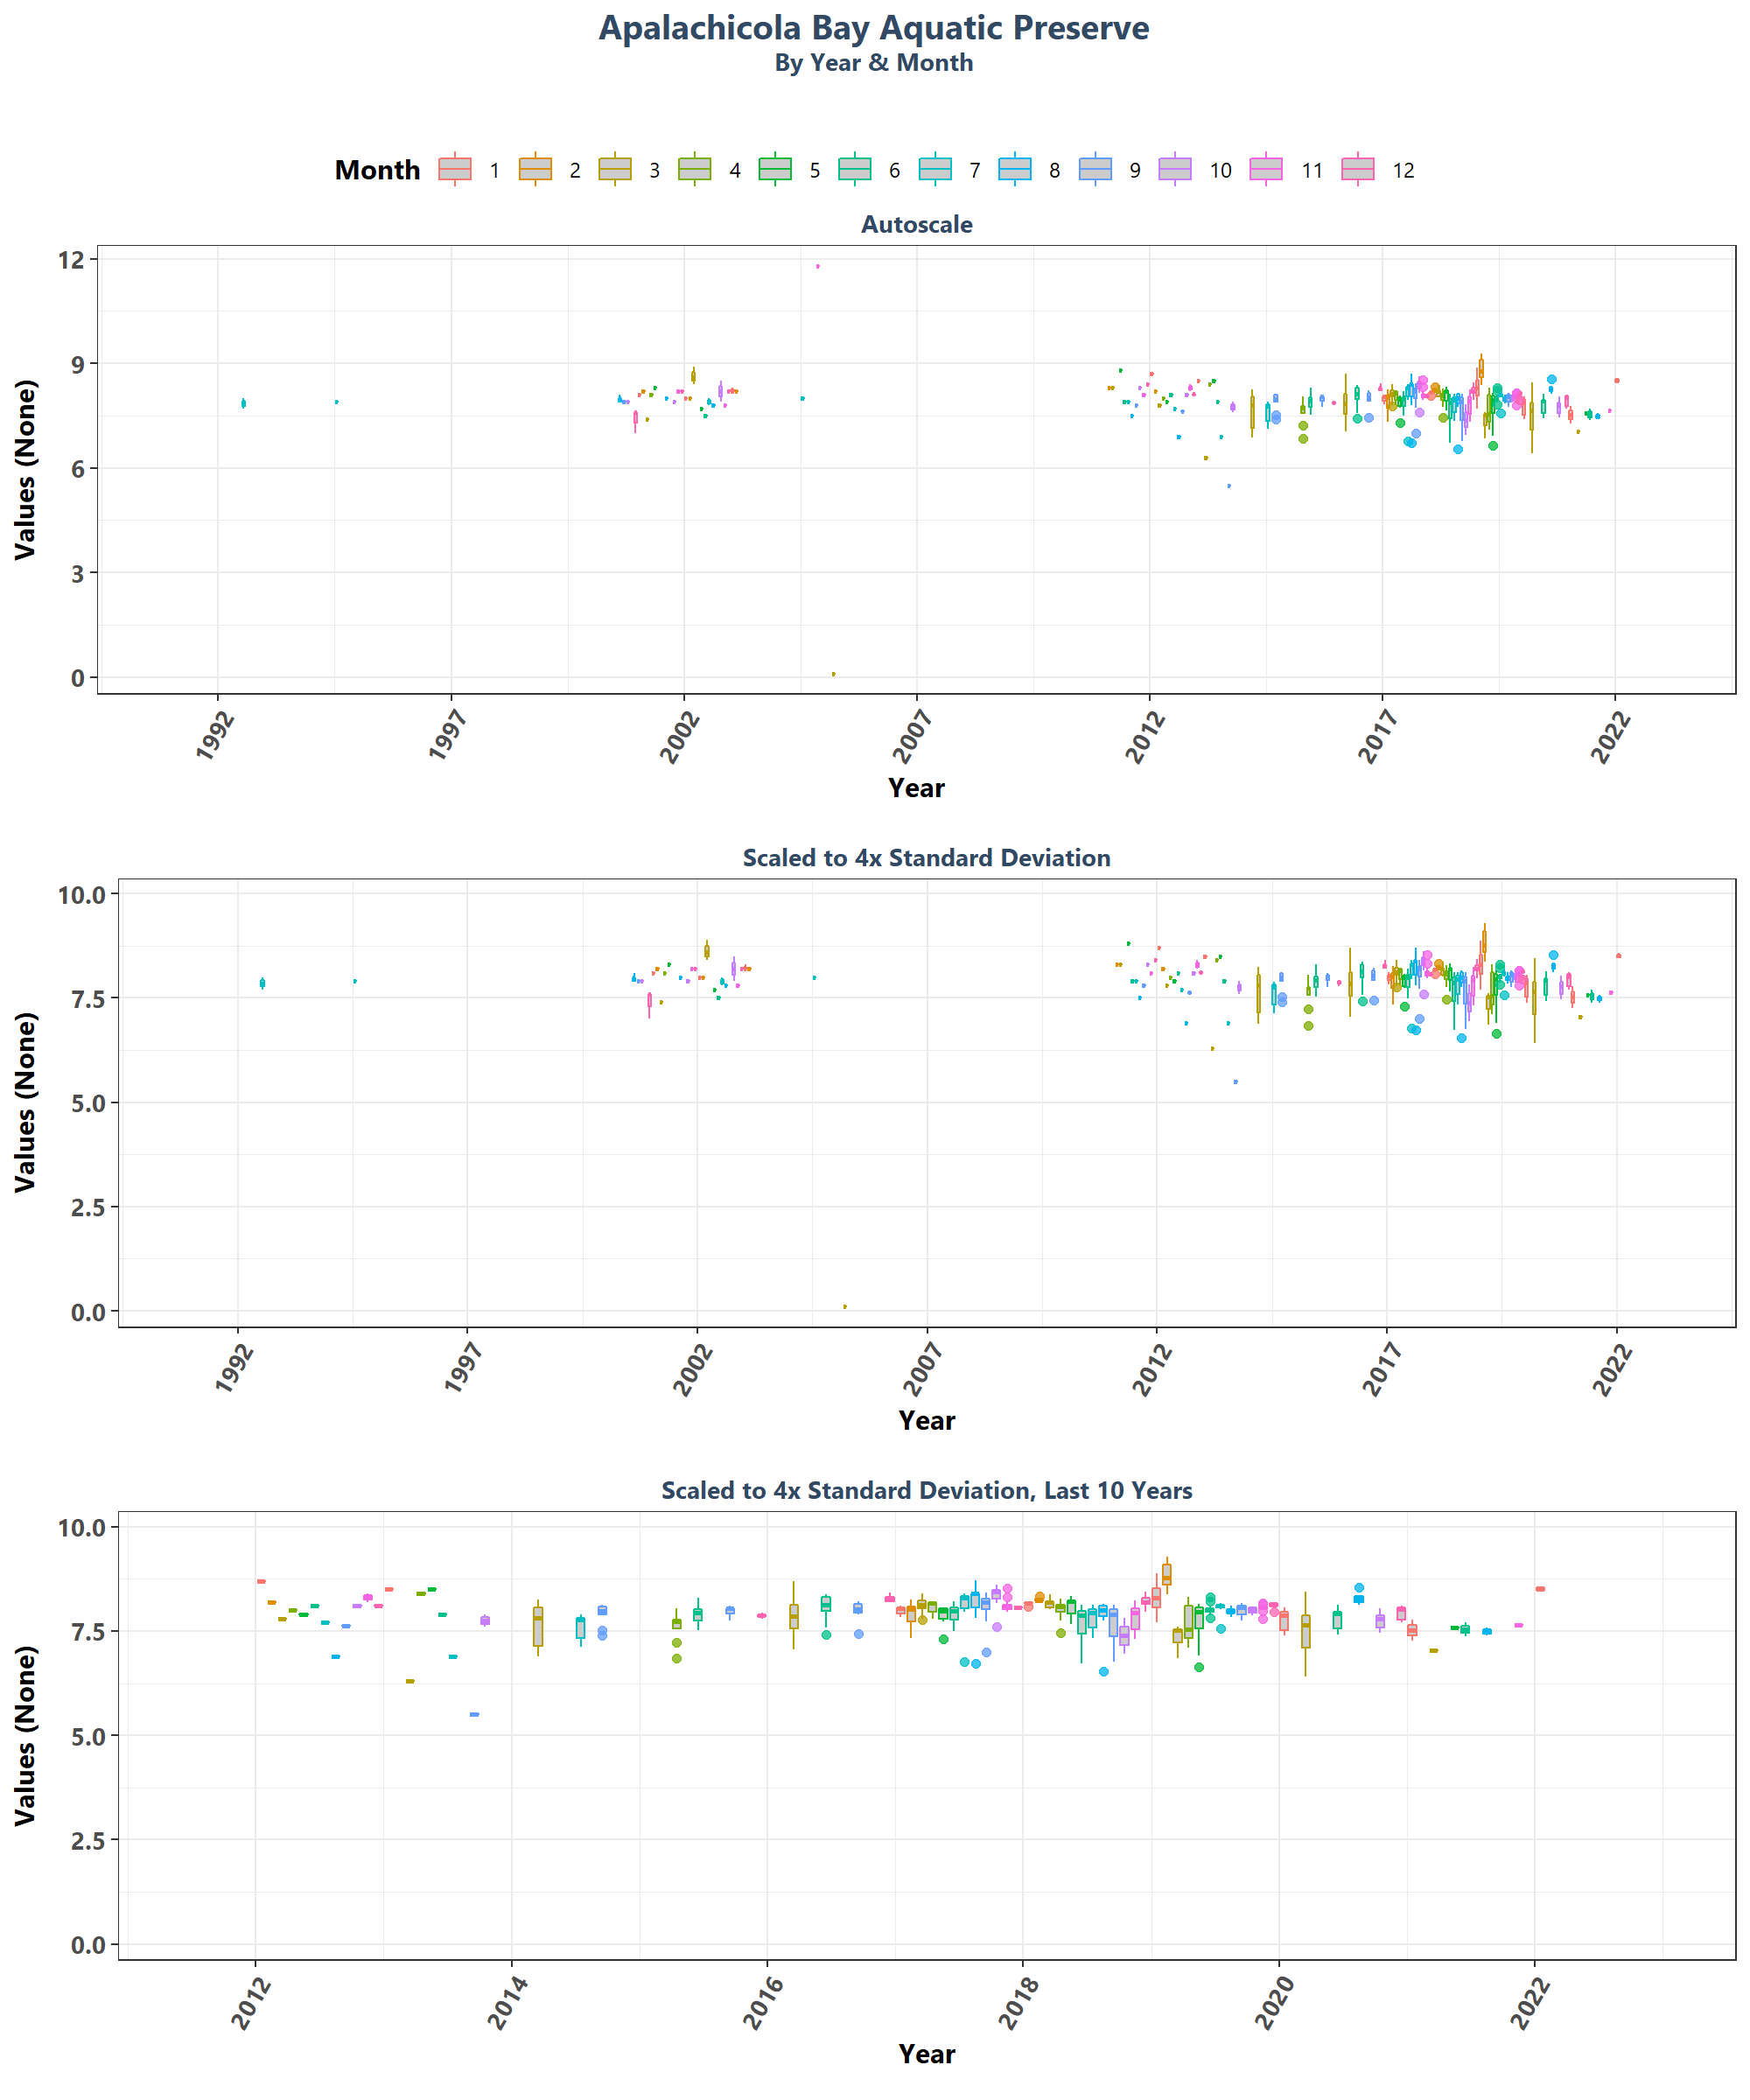 Apalachicola Bay Aquatic Preserve
By Year & Month
Month 1 2 3 4 5 6 7 8 9 10 11 12
Autoscale
Values (None)
12
9
6
3
0
1992 1997 2002 2007 2012 2017 2022
Year
Scaled to 4x Standard Deviation
Values (None)
10.0
7.5
5.0
2.5
0.0
1992 1997 2002 2007 2012 2017 2022
Year
Scaled to 4x Standard Deviation, Last 10 Years
Values (None)
10.0
7.5
5.0
2.5
0.0
2012 2014 2016 2018 2020 2022
Year